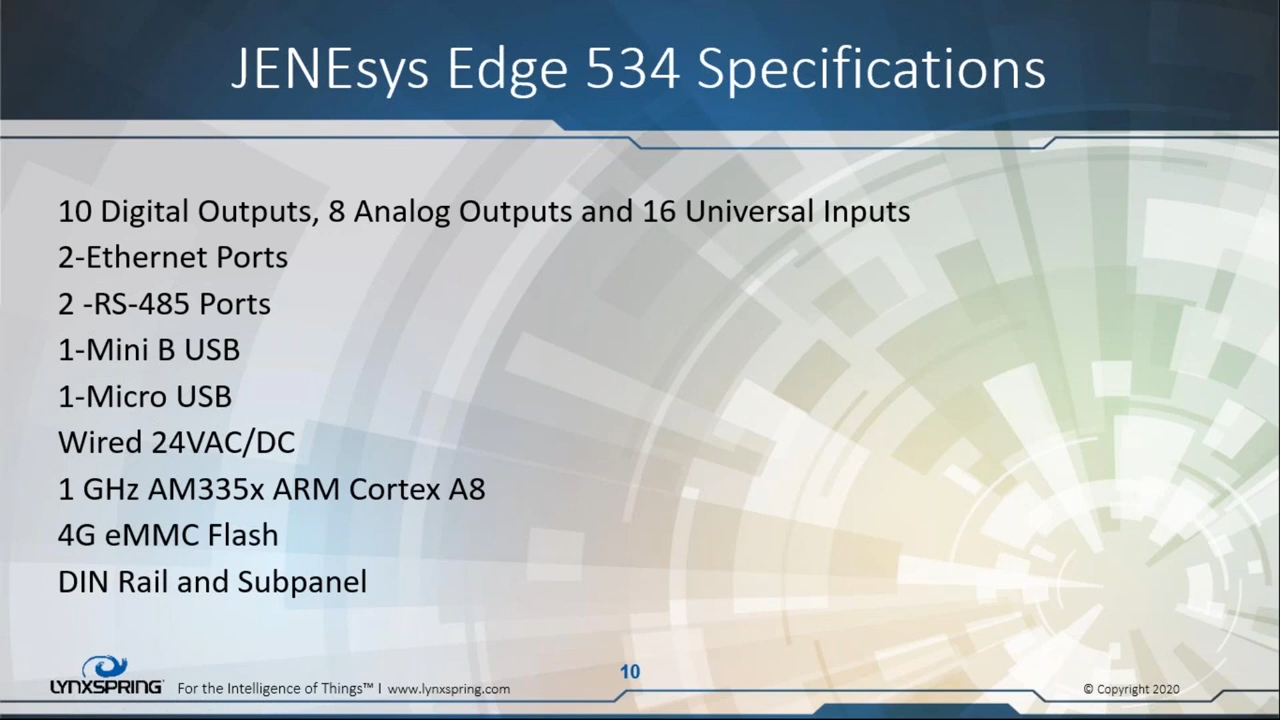 JENEsys Edge 534 Specifications
10 Digital Outputs, 8 Analog Outputs and 16 Universal Inputs
2-Ethernet Ports
2 -RS-485 Ports
1-Mini B USB
1-Micro USB
Wired 24VAC/DC
1 GHz AM335x ARM Cortex A8
4G eMMC Flash
DIN Rail and Subpanel
10
LYNXSPRING For the Intelligence of Things™ | www.lynxspring.com
© Copyright 2020